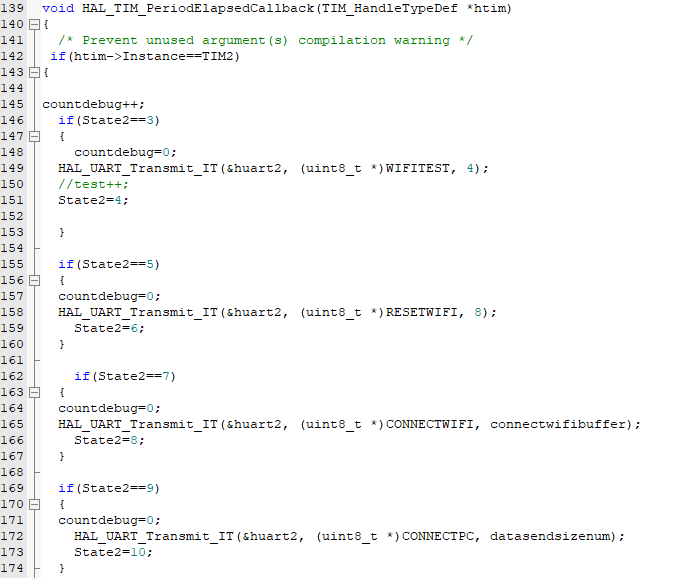 139 void HAL_TIM_PeriodElapsedCallback(TIM_HandleTypeDef *htim)
140 {
141 /* Prevent unused argument(s) compilation warning */
142 if(htim->Instance==TIM2)
143 {
144
145 countdebug++;
146 if(State2==3)
147 {
148 countdebug=0;
149 HAL_UART_Transmit_IT(&huart2, (uint8_t *)WIFITEST, 4);
150 //test++;
151 State2=4;
152
153 }
154
155 if(State2==5)
156 {
157 countdebug=0;
158 HAL_UART_Transmit_IT(&huart2, (uint8_t *)RESETWIFI, 8);
159 State2=6;
160 }
161
162 if(State2==7)
163 {
164 countdebug=0;
165 HAL_UART_Transmit_IT(&huart2, (uint8_t *)CONNECTWIFI, connectwifibuffer);
166 State2=8;
167 }
168
169 if(State2==9)
170 {
171 countdebug=0;
172 HAL_UART_Transmit_IT(&huart2, (uint8_t *)CONNECTPC, datasendsizenum);
173 State2=10;
174 }